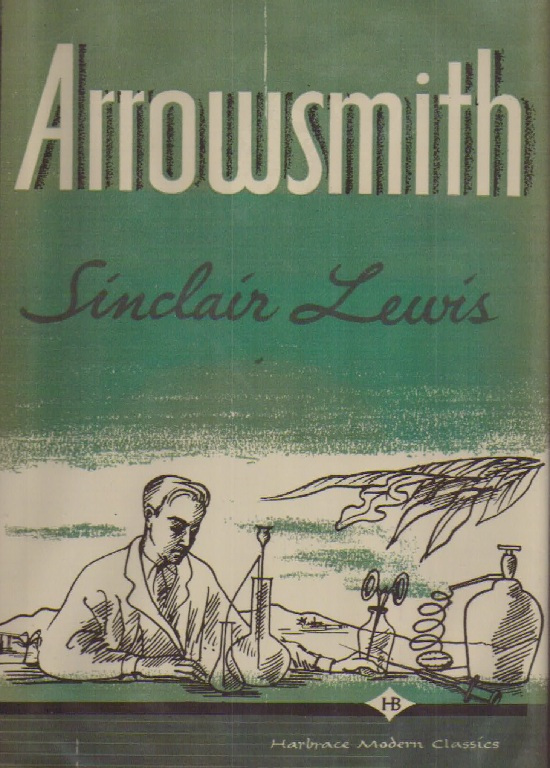 Arrowsmith
Sinclair Lewis
HB
Harbrace Modern Classics